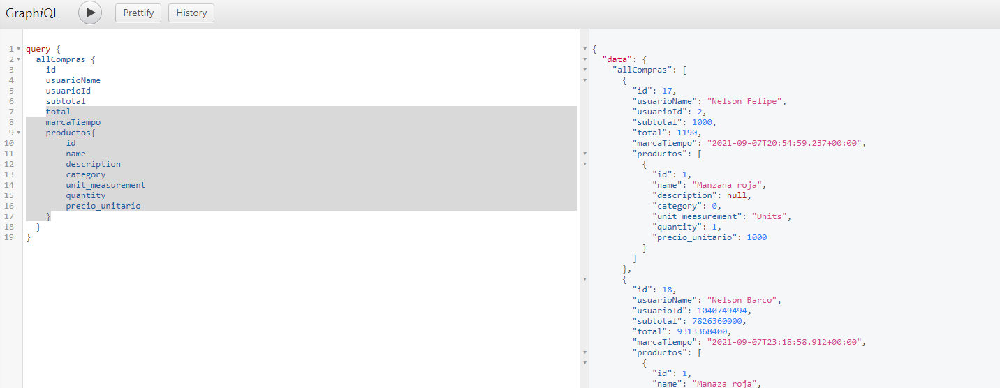 GraphiQL
Prettify
History
1 query {
2 allCompras {
3 id
4 usuarioName
5 usuarioId
6 subtotal
7 total
8 marcaTiempo
9 productos{
10 id
11 name
12 description
13 category
14 unit_measurement
15 quantity
16 precio_unitario
17 }
18 }
19 }
{
"data": {
"allCompras": [
{
"id": 17,
"usuarioName": "Nelson Felipe",
"usuarioId": 2,
"subtotal": 1000,
"total": 1190,
"marcaTiempo": "2021-09-07T20:54:59.237+00:00",
"productos": [
{
"id": 1,
"name": "Manzana roja",
"description": null,
"category": 0,
"unit_measurement": "Units",
"quantity": 1,
"precio_unitario": 1000
}
]
},
{
"id": 18,
"usuarioName": "Nelson Barco",
"usuarioId": 1040749494,
"subtotal": 7826360000,
"total": 9313368400,
"marcaTiempo": "2021-09-07T23:18:58.912+00:00",
"productos": [
{
"id": 1,
"name": "Manaza roja",